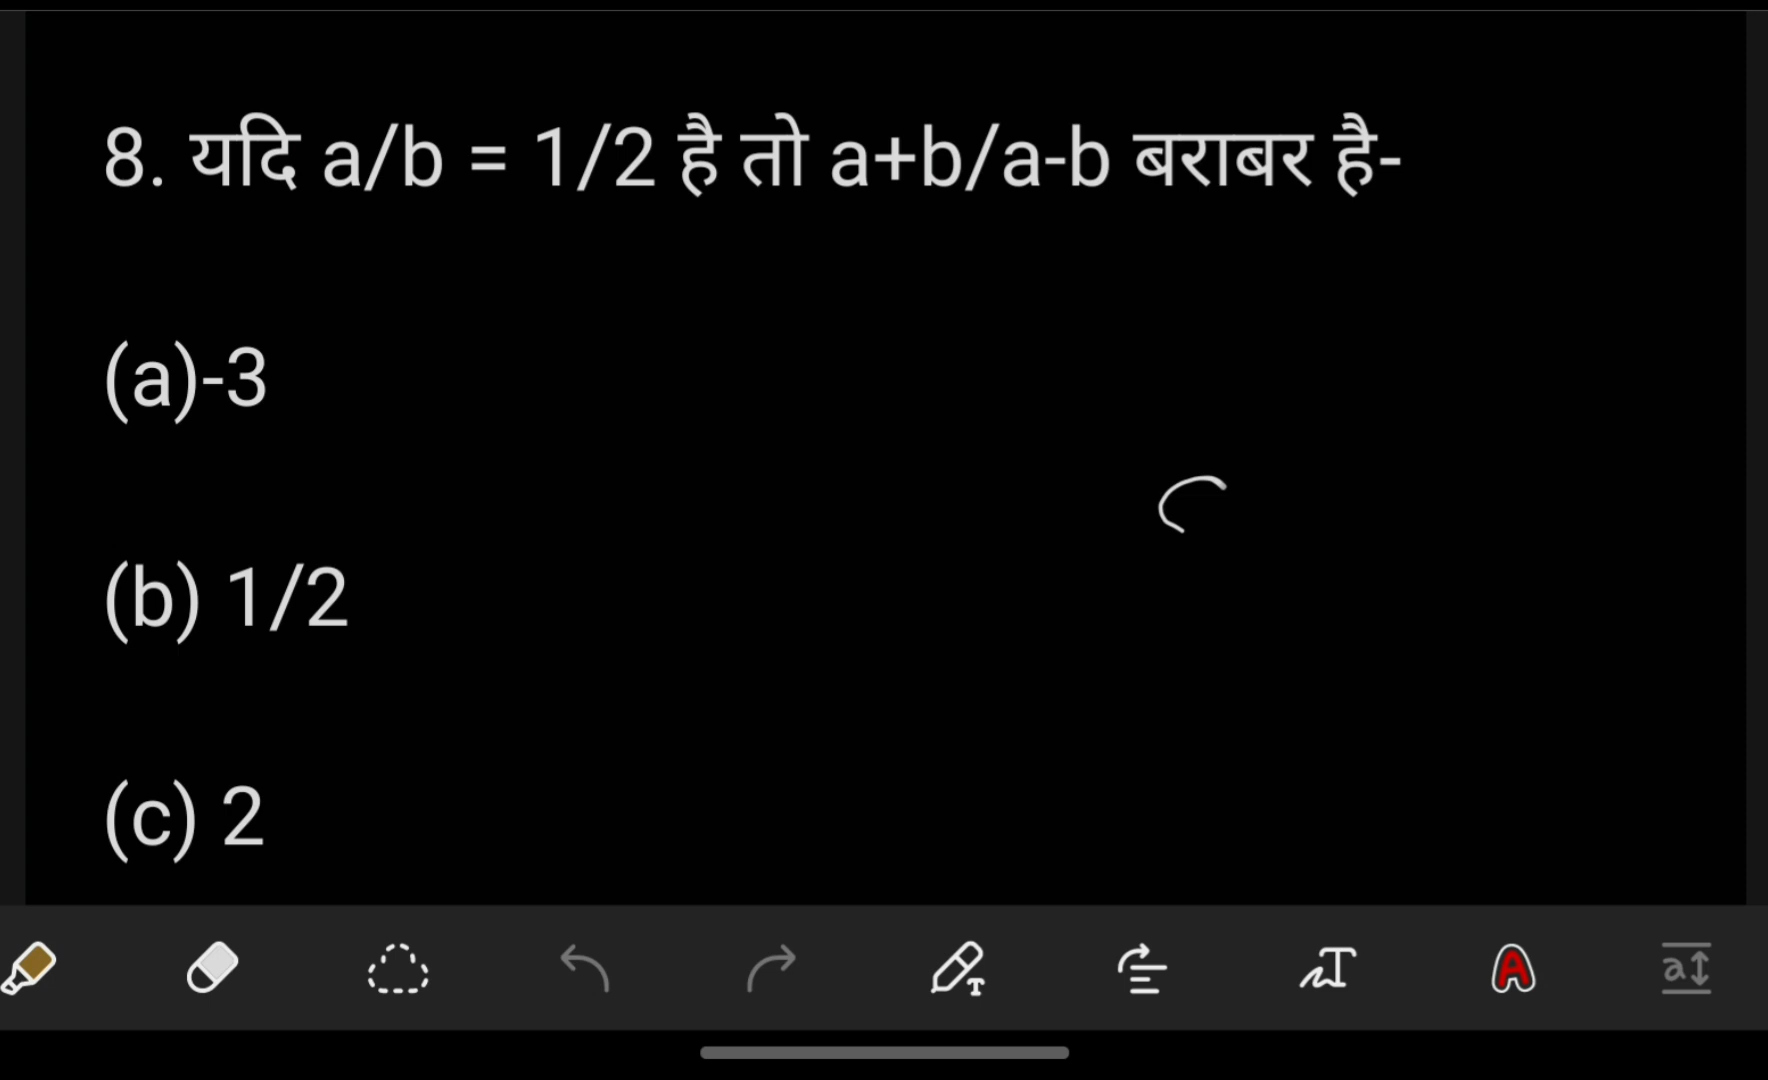 8. यदि a/b = 1/2 है तो a+b/a-b बराबर है-
(a)-3
(b) 1/2
(c) 2